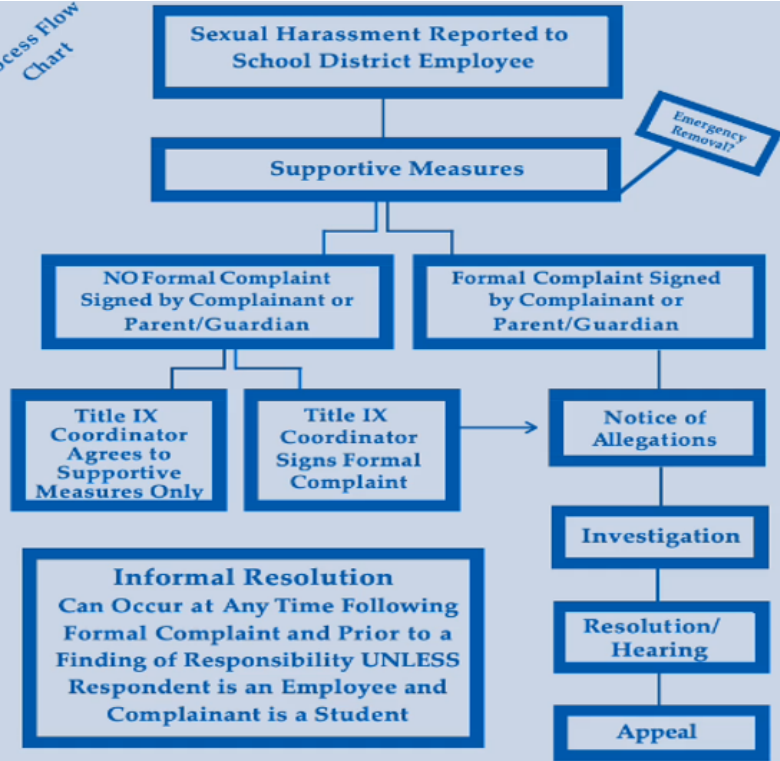 Flow
Chart
Sexual Harassment Reported to
School District Employee
Emergency
Removal?
Supportive Measures
NO Formal Complaint
Signed by Complainant or
Parent/Guardian
Formal Complaint Signed
by Complainant or
Parent/Guardian
Title IX
Coordinator
Agrees to
Supportive
Measures Only
Title IX
Coordinator
Signs Formal
Complaint
Notice of
Allegations
Investigation
Resolution/
Hearing
Appeal
Informal Resolution
Can Occur at Any Time Following
Formal Complaint and Prior to a
Finding of Responsibility UNLESS
Respondent is an Employee and
Complainant is a Student